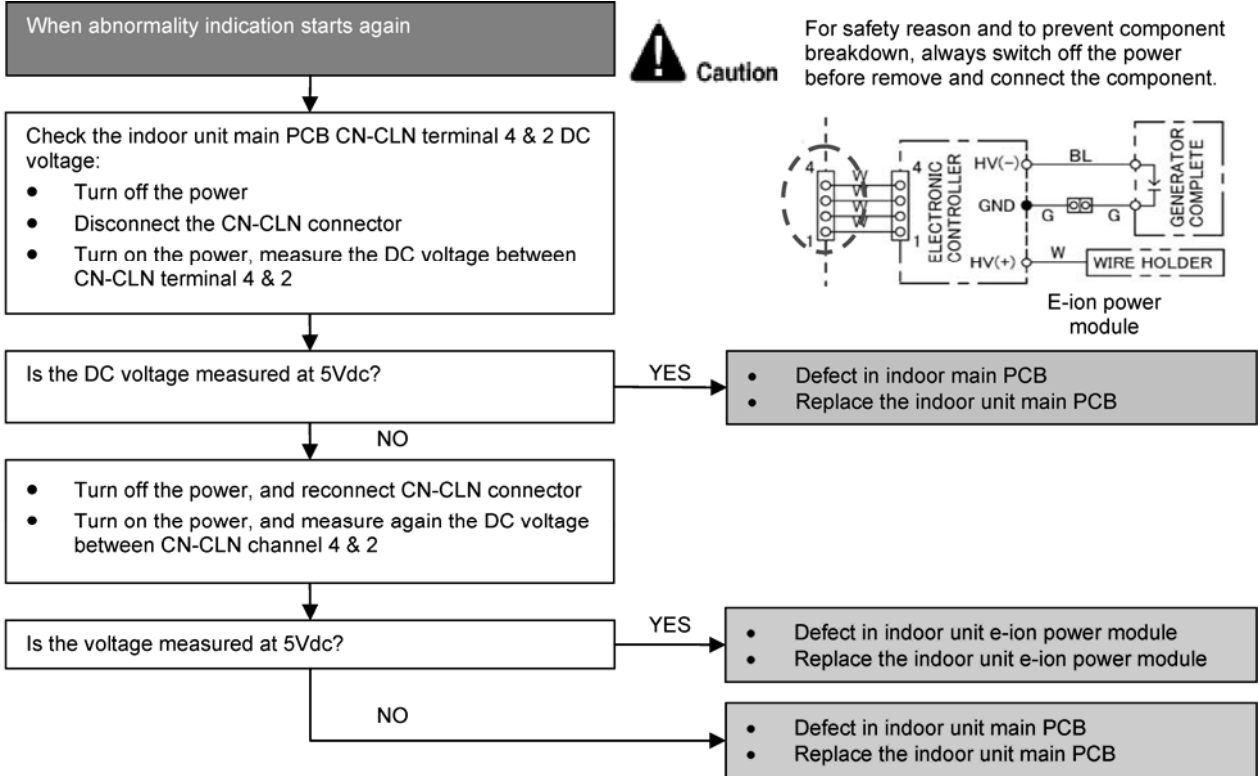 When abnormality indication starts again
Caution
For safety reason and to prevent component
breakdown, always switch off the power
before remove and connect the component.
Check the indoor unit main PCB CN-CLN terminal 4 & 2 DC
voltage:
● Turn off the power
● Disconnect the CN-CLN connector
● Turn on the power, measure the DC voltage between
CN-CLN terminal 4 & 2
4
1
W
W
W
W
4
1
ELECTRONIC
CONTROLLER
HV(−)
GND
HV(+)
BL
G
G
W
GENERATOR
COMPLETE
WIRE HOLDER
E-ion power
module
Is the DC voltage measured at 5Vdc?
YES
● Defect in indoor main PCB
● Replace the indoor unit main PCB
NO
● Turn off the power, and reconnect CN-CLN connector
● Turn on the power, and measure again the DC voltage
between CN-CLN channel 4 & 2
Is the voltage measured at 5Vdc?
YES
● Defect in indoor unit e-ion power module
● Replace the indoor unit e-ion power module
NO
● Defect in indoor unit main PCB
● Replace the indoor unit main PCB